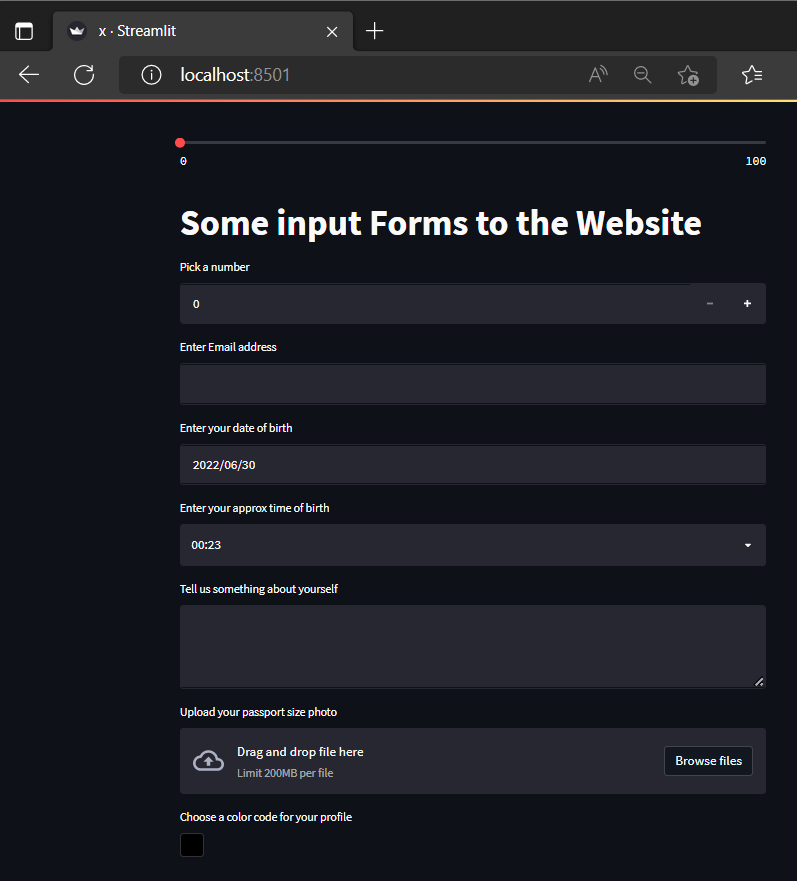 x · Streamlit
localhost:8501
0 100
Some input Forms to the Website
Pick a number
0 − +
Enter Email address
Enter your date of birth
2022/06/30
Enter your approx time of birth
00:23
Tell us something about yourself
Upload your passport size photo
Drag and drop file here
Limit 200MB per file
Browse files
Choose a color code for your profile